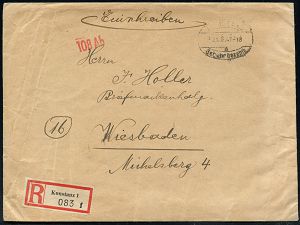 Einschreiben
Herrn
F. Holler
Briefmarkenhdlg
16
Wiesbaden
Michelsberg 4
R
Konstanz 1
083 f